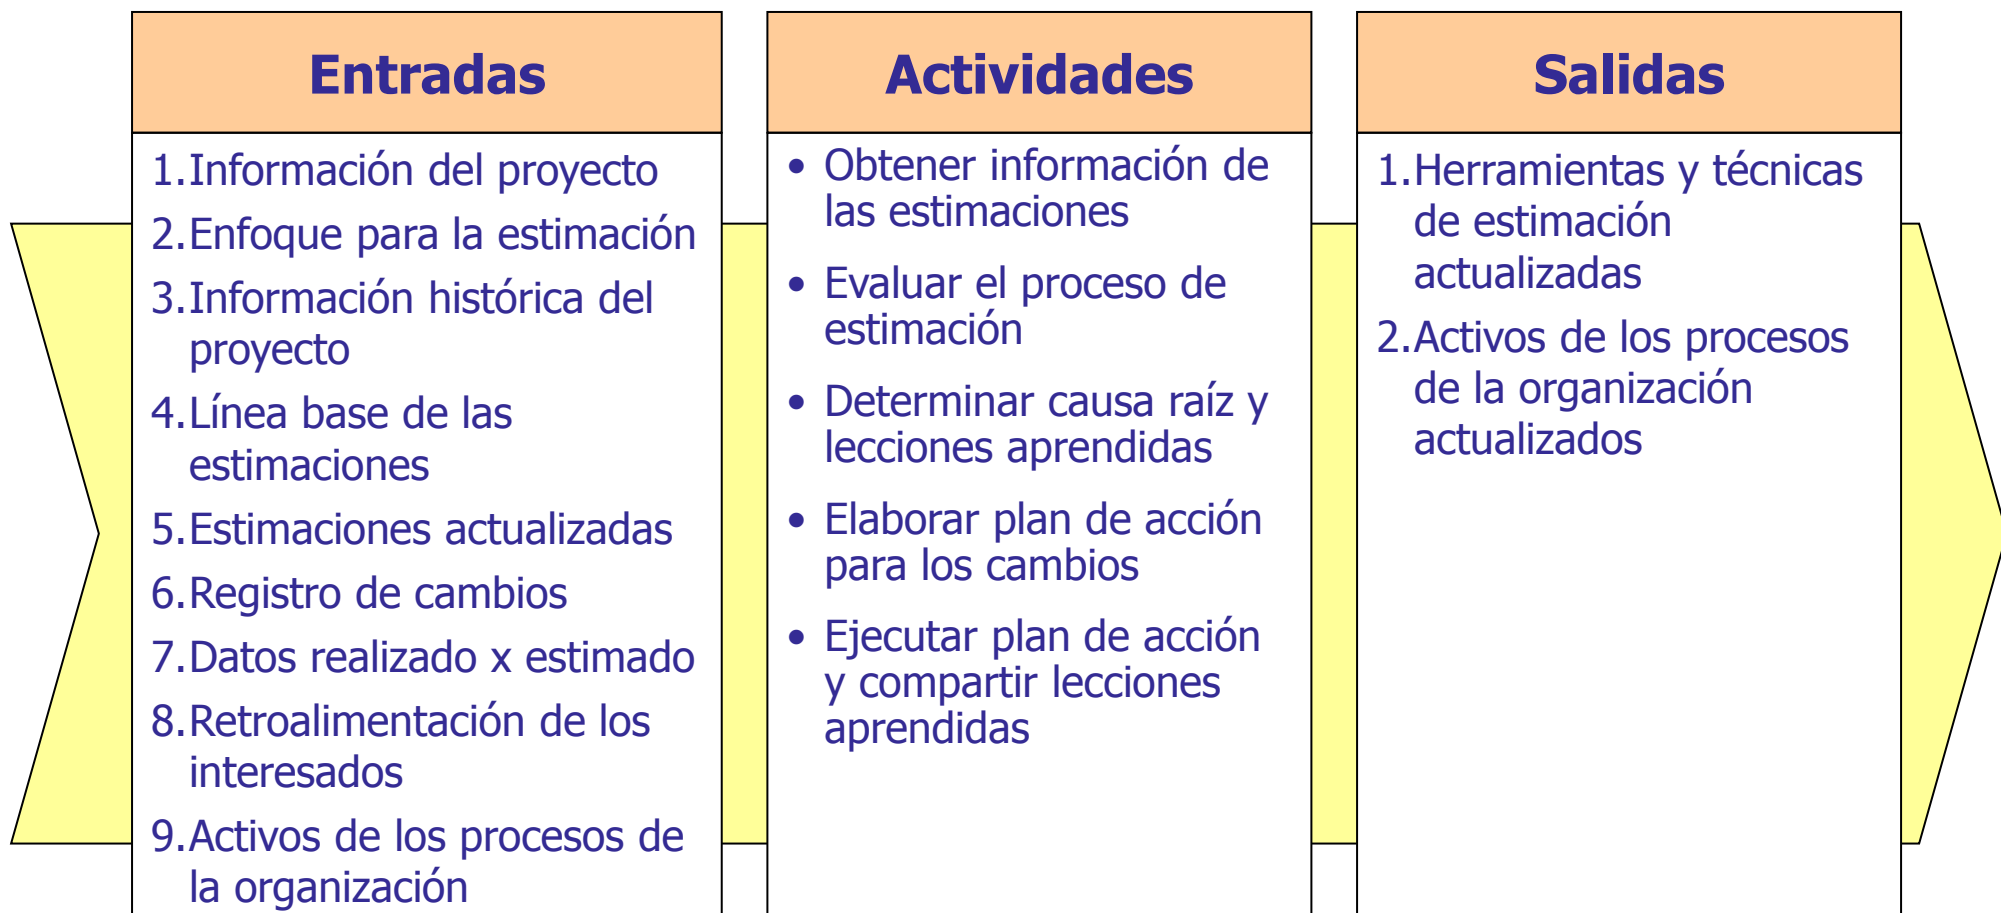 Entradas
1.Información del proyecto
2.Enfoque para la estimación
3.Información histórica del
proyecto
4.Línea base de las
estimaciones
5.Estimaciones actualizadas
6.Registro de cambios
7.Datos realizado x estimado
8.Retroalimentación de los
interesados
9.Activos de los procesos de
la organización
Actividades
• Obtener información de
las estimaciones
• Evaluar el proceso de
estimación
• Determinar causa raíz y
lecciones aprendidas
• Elaborar plan de acción
para los cambios
• Ejecutar plan de acción
y compartir lecciones
aprendidas
Salidas
1.Herramientas y técnicas
de estimación
actualizadas
2.Activos de los procesos
de la organización
actualizados